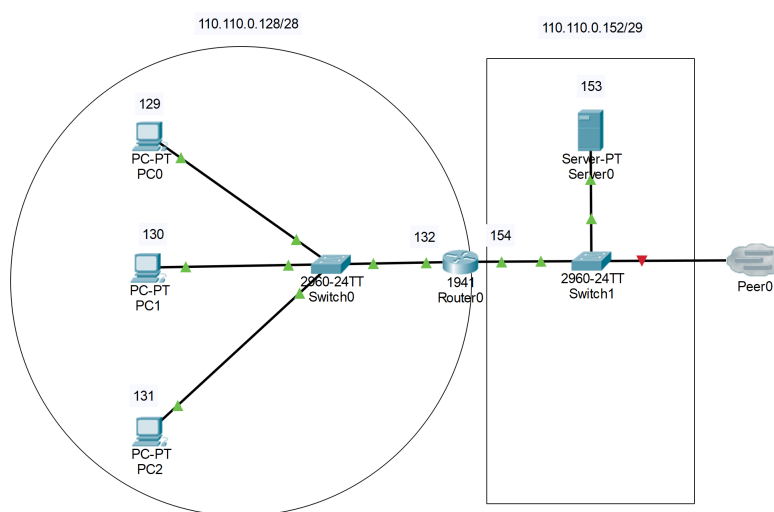 110.110.0.128/28
110.110.0.152/29
129
PC-PT
PC0
130
PC-PT
PC1
131
PC-PT
PC2
2960-24TT
Switch0
132
1941
Router0
154
153
Server-PT
Server0
2960-24TT
Switch1
Peer0